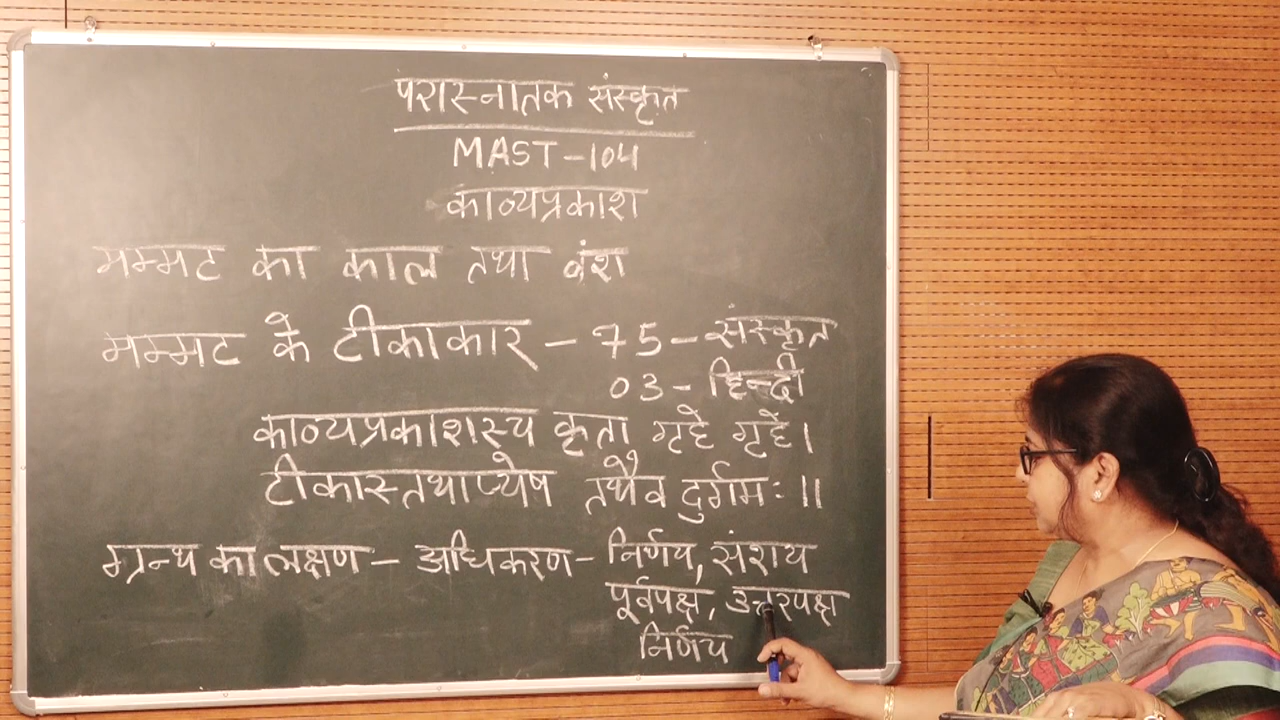 परास्नातक संस्कृत
MAST-104
काव्यप्रकाश
मम्मट का काल तथा वंश
मम्मट के टीकाकार - 75 - संस्कृत
03 - हिन्दी
काव्यप्रकाशस्य कृता गृहे गृहे।
टीकास्तथाप्येष तथैव दुर्गमः॥
ग्रन्थ का लक्षण - अधिकरण - निर्णय, संशय
पूर्वपक्ष, उत्तरपक्ष
निर्णय